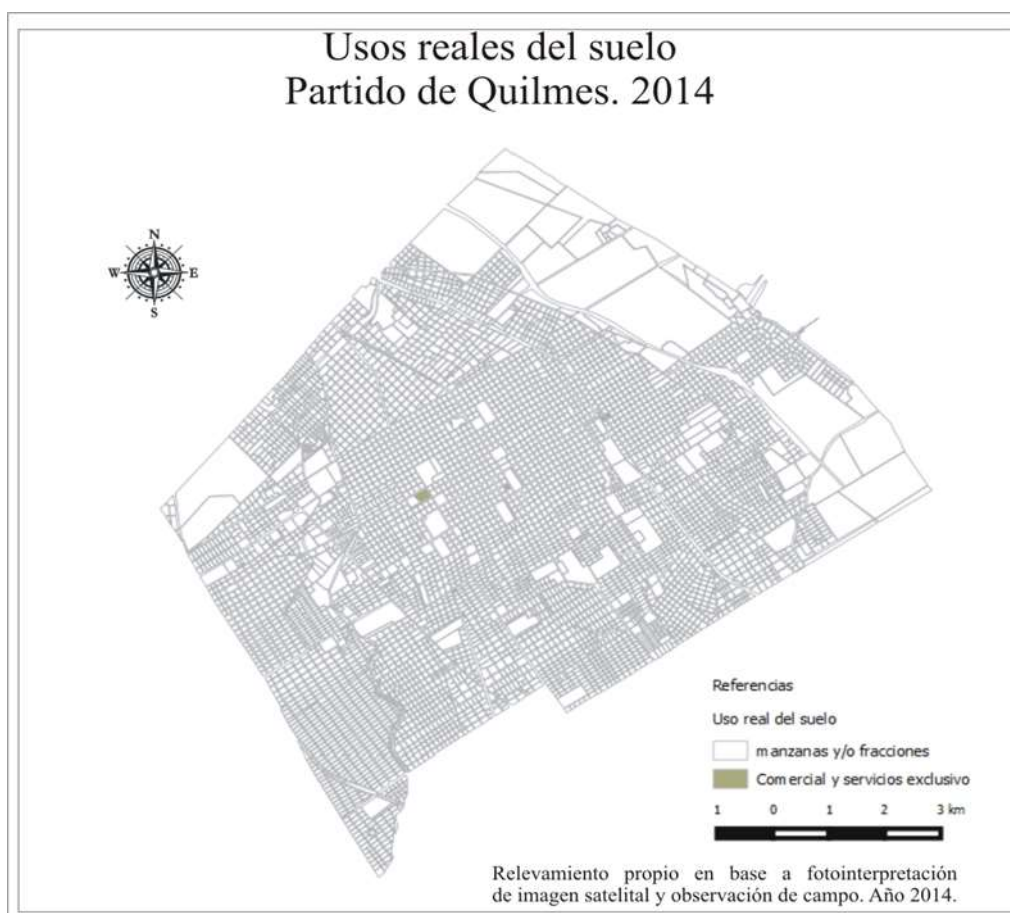 Usos reales del suelo
Partido de Quilmes. 2014
N
W E
S
Referencias
Uso real del suelo
manzanas y/o fracciones
Comercial y servicios exclusivo
1 0 1 2 3 km
Relevamiento propio en base a fotointerpretación
de imagen satelital y observación de campo. Año 2014.